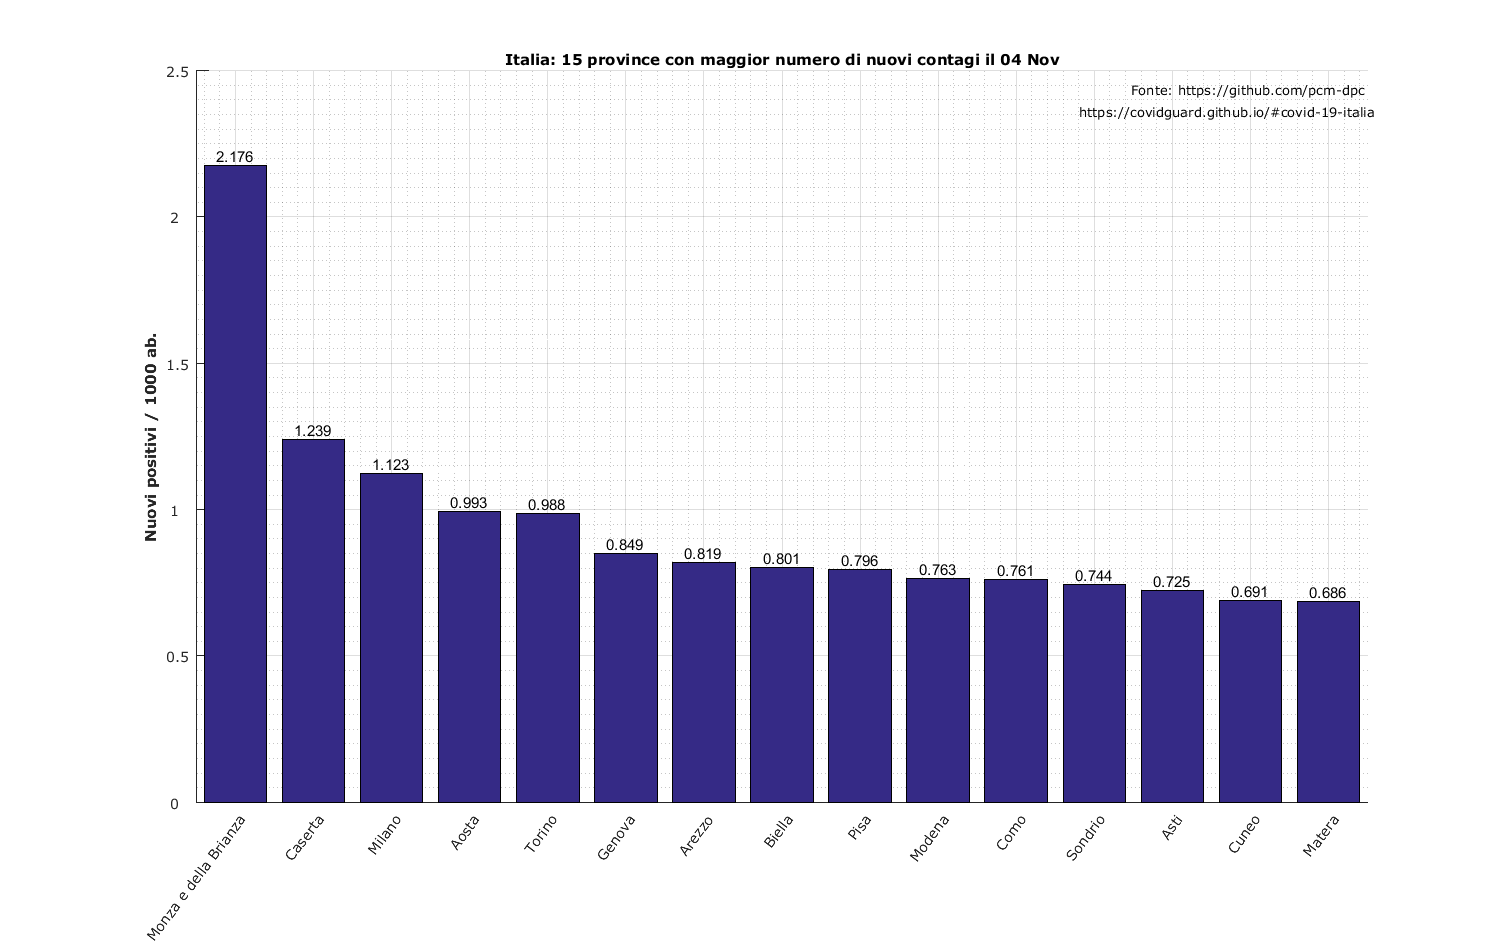 Italia: 15 province con maggior numero di nuovi contagi il 04 Nov
Fonte: https://github.com/pcm-dpc
https://covidguard.github.io/#covid-19-italia
Nuovi positivi / 1000 ab.
2.5
2
1.5
1
0.5
0
2.176
1.239
1.123
0.993
0.988
0.849
0.819
0.801
0.796
0.763
0.761
0.744
0.725
0.691
0.686
Monza e della Brianza
Caserta
Milano
Aosta
Torino
Genova
Arezzo
Biella
Pisa
Modena
Como
Sondrio
Asti
Cuneo
Matera